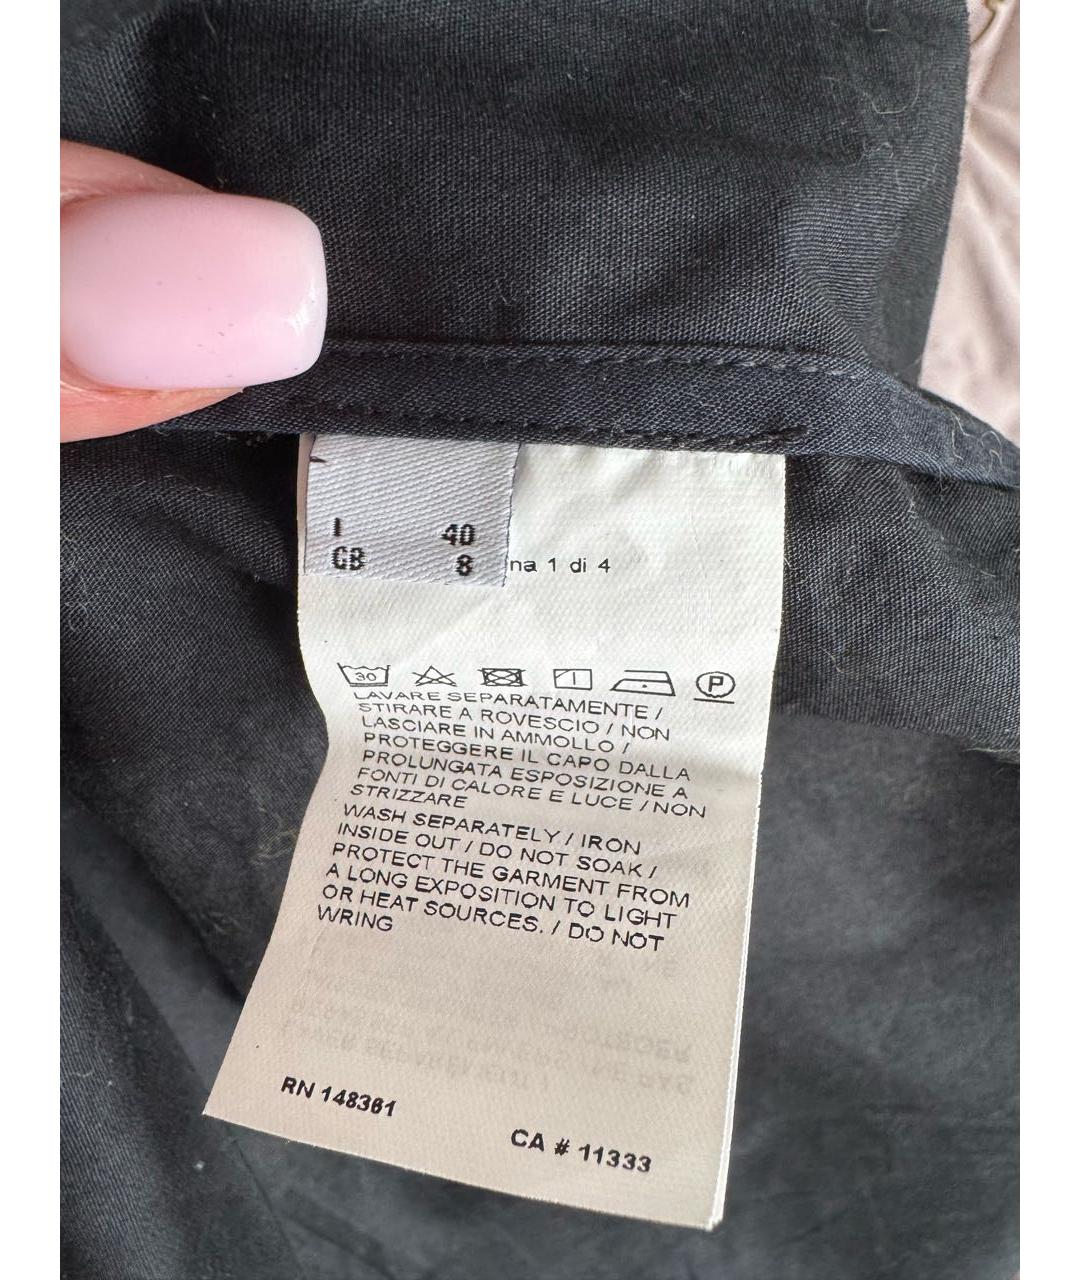 I 40
GB 8
na 1 di 4
30 P
LAVARE SEPARATAMENTE /
STIRARE A ROVESCIO / NON
LASCIARE IN AMMOLLO /
PROTEGGERE IL CAPO DALLA
PROLUNGATA ESPOSIZIONE A
FONTI DI CALORE E LUCE / NON
STRIZZARE
WASH SEPARATELY / IRON
INSIDE OUT / DO NOT SOAK /
PROTECT THE GARMENT FROM
A LONG EXPOSITION TO LIGHT
OR HEAT SOURCES. / DO NOT
WRING
RN 148361
CA # 11333